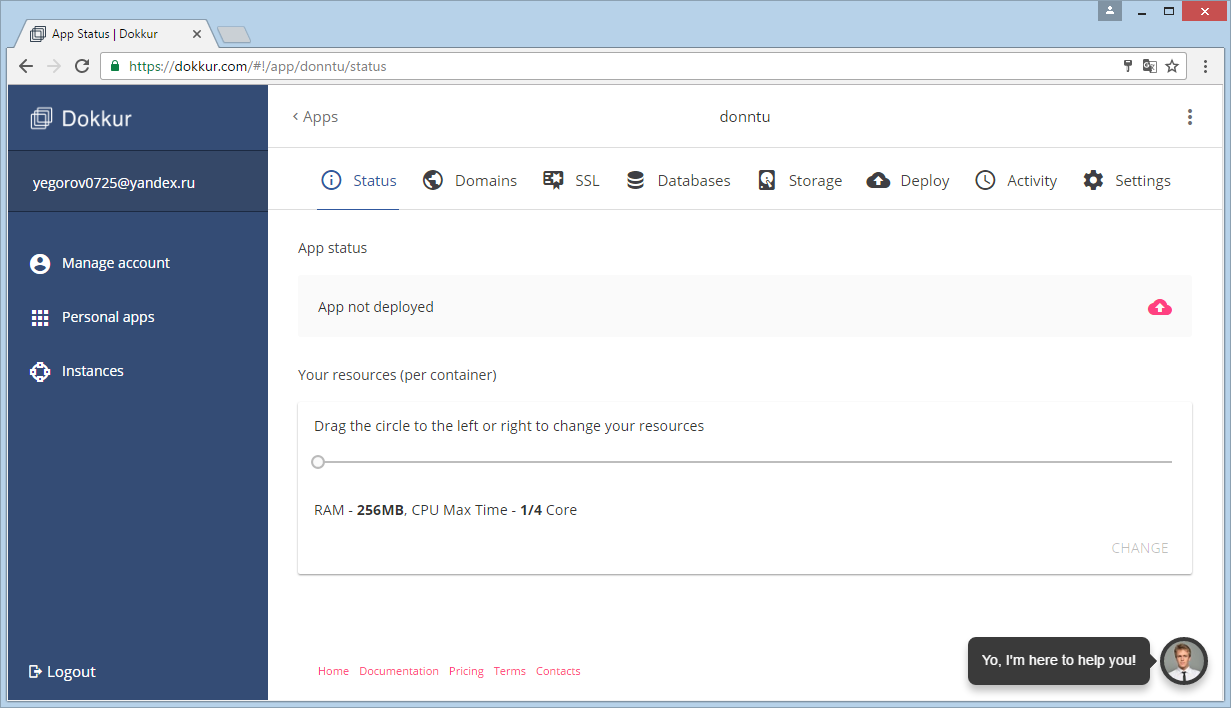 App Status | Dokkur
https://dokkur.com/#!/app/donntu/status
Dokkur
‹ Apps
donntu
yegorov0725@yandex.ru
Status Domains SSL Databases Storage Deploy Activity Settings
Manage account
Personal apps
Instances
App status
App not deployed
Your resources (per container)
Drag the circle to the left or right to change your resources
RAM - 256MB, CPU Max Time - 1/4 Core
CHANGE
Logout
Home Documentation Pricing Terms Contacts
Yo, I'm here to help you!